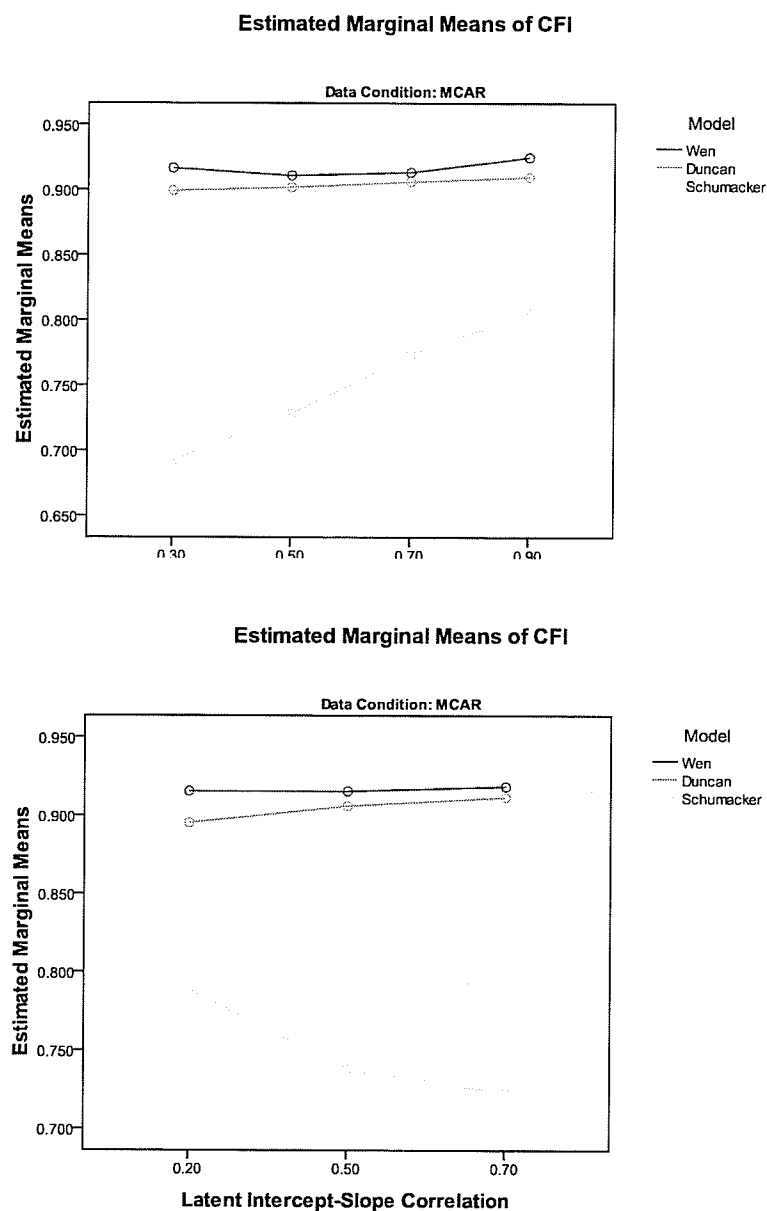 Estimated Marginal Means of CFI
Data Condition: MCAR
Estimated Marginal Means
0.950
0.900
0.850
0.800
0.750
0.700
0.650
0.30
0.50
0.70
0.90
Model
Wen
Duncan
Schumacker
Estimated Marginal Means of CFI
Data Condition: MCAR
Estimated Marginal Means
0.950
0.900
0.850
0.800
0.750
0.700
0.20
0.50
0.70
Latent Intercept-Slope Correlation
Model
Wen
Duncan
Schumacker